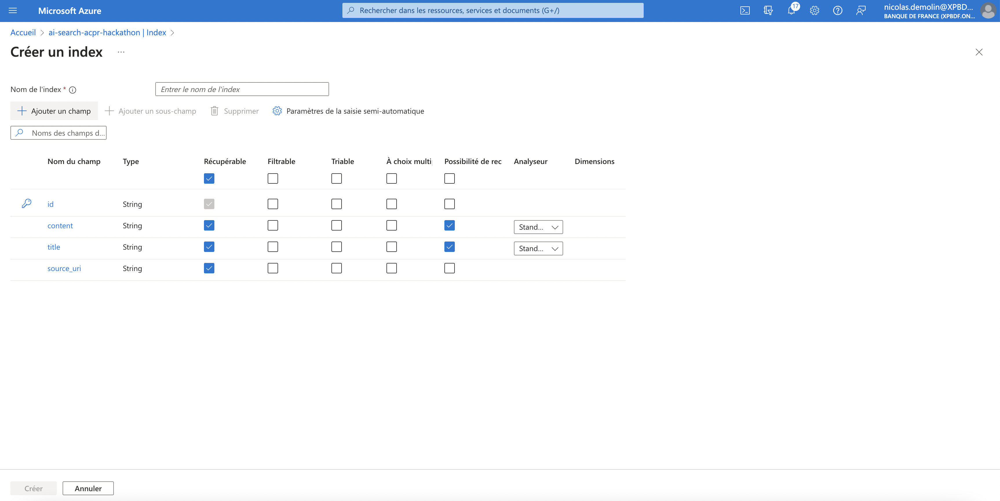 Microsoft Azure
Rechercher dans les ressources, services et documents (G+/)
17
nicolas.demolin@XPBD...
BANQUE DE FRANCE (XPBDF.ON...
Accueil > ai-search-acpr-hackathon | Index >
Créer un index ...
Nom de l'index * Entrer le nom de l'index
Ajouter un champ Ajouter un sous-champ Supprimer Paramètres de la saisie semi-automatique
Noms des champs d...
Nom du champ Type Récupérable Filtrable Triable À choix multi Possibilité de rec Analyseur Dimensions
id String
content String Stand...
title String Stand...
source_uri String
Créer Annuler